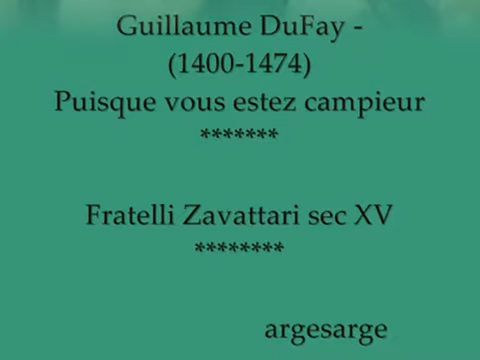 Guillaume DuFay -
(1400-1474)
Puisque vous estez campieur
*******
Fratelli Zavattari sec XV
********
argesarge